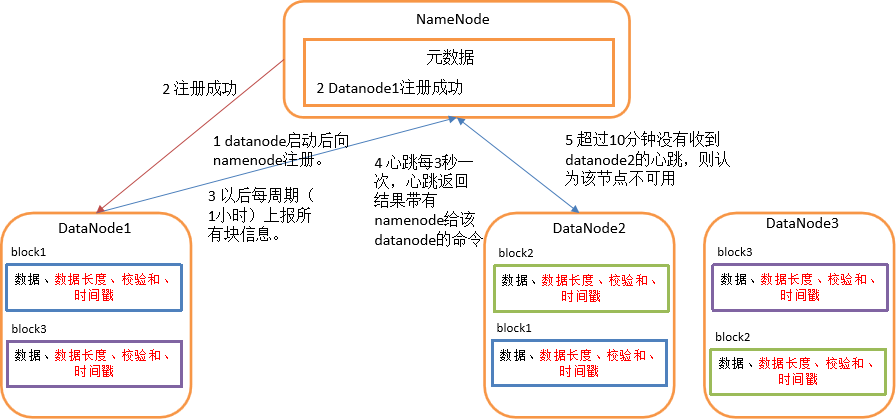 NameNode
元数据
2 Datanode1注册成功
2 注册成功
1 datanode启动后向
namenode注册。
3 以后每周期（
1小时）上报所
有块信息。
4 心跳每3秒一
次，心跳返回
结果带有
namenode给该
datanode的命令
5 超过10分钟没有收到
datanode2的心跳，则认
为该节点不可用
DataNode1
block1
数据、数据长度、校验和、
时间戳
block3
数据、数据长度、校验和、
时间戳
DataNode2
block2
数据、数据长度、校验和、
时间戳
block1
数据、数据长度、校验和、
时间戳
DataNode3
block3
数据、数据长度、校验和、
时间戳
block2
数据、数据长度、校验和、
时间戳